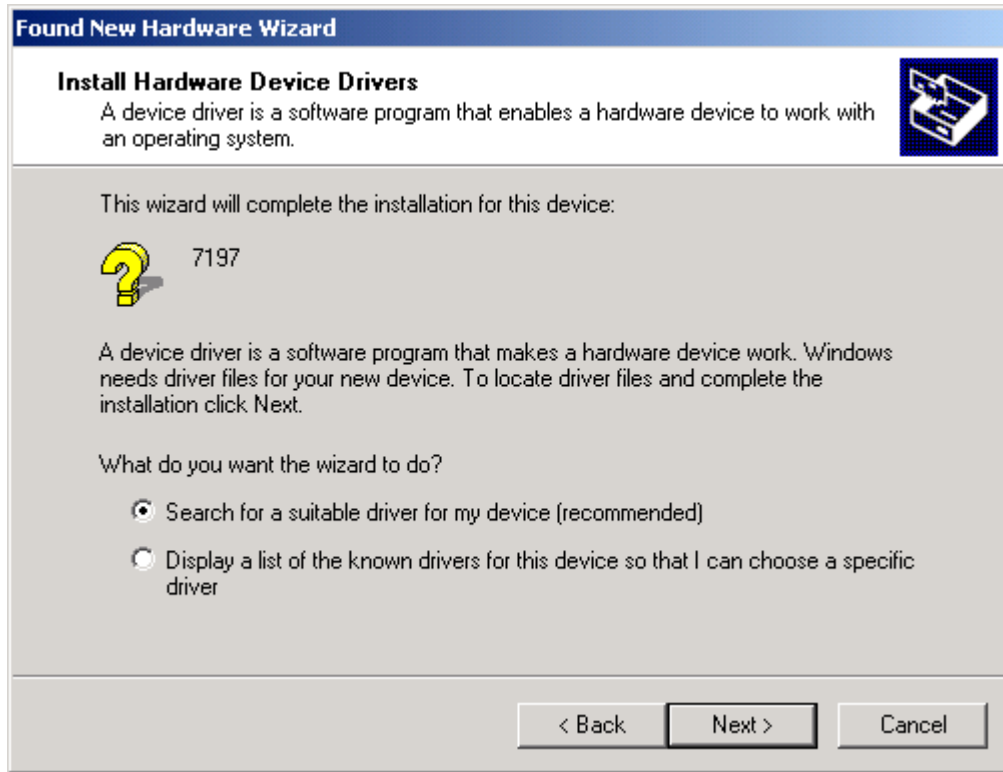 Found New Hardware Wizard
Install Hardware Device Drivers
A device driver is a software program that enables a hardware device to work with
an operating system.
This wizard will complete the installation for this device:
7197
A device driver is a software program that makes a hardware device work. Windows
needs driver files for your new device. To locate driver files and complete the
installation click Next.
What do you want the wizard to do?
Search for a suitable driver for my device (recommended)
Display a list of the known drivers for this device so that I can choose a specific
driver
< Back Next > Cancel